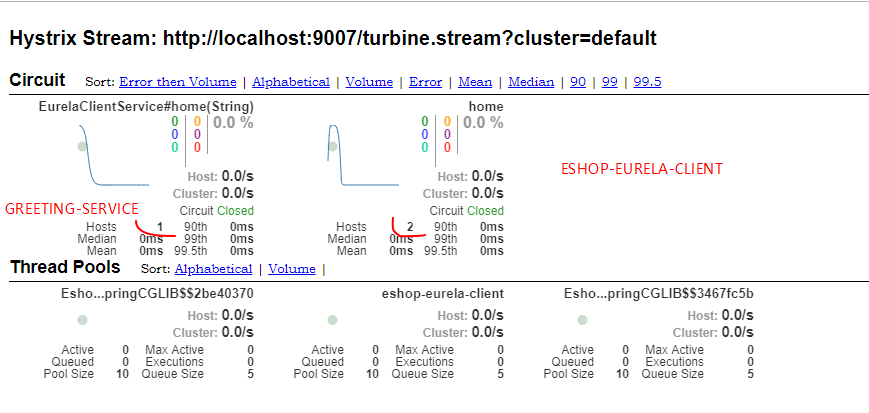 Hystrix Stream: http://localhost:9007/turbine.stream?cluster=default
Circuit Sort: Error then Volume | Alphabetical | Volume | Error | Mean | Median | 90 | 99 | 99.5
EurelaClientService#home(String)
0 0 0.0 %
0 0
0 0
Host: 0.0/s
Cluster: 0.0/s
Circuit Closed
GREETING-SERVICE
Hosts 1 90th 0ms
Median 0ms 99th 0ms
Mean 0ms 99.5th 0ms
home
0 0 0.0 %
0 0
0 0
Host: 0.0/s
Cluster: 0.0/s
Circuit Closed
Hosts 2 90th 0ms
Median 0ms 99th 0ms
Mean 0ms 99.5th 0ms
ESHOP-EURELA-CLIENT
Thread Pools Sort: Alphabetical | Volume |
Esho...pringCGLIB$$2be40370
Host: 0.0/s
Cluster: 0.0/s
Active 0 Max Active 0
Queued 0 Executions 0
Pool Size 10 Queue Size 5
eshop-eurela-client
Host: 0.0/s
Cluster: 0.0/s
Active 0 Max Active 0
Queued 0 Executions 0
Pool Size 10 Queue Size 5
Esho...pringCGLIB$$3467fc5b
Host: 0.0/s
Cluster: 0.0/s
Active 0 Max Active 0
Queued 0 Executions 0
Pool Size 10 Queue Size 5